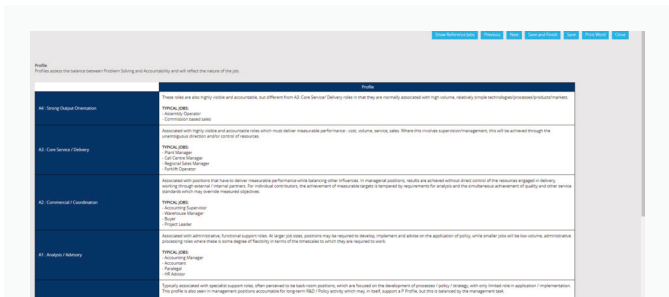 Show Reference Jobs Previous Next Save and Finish Save Print Word Close
Profile
Profiles assess the balance between Problem Solving and Accountability and will reflect the nature of the job.
Profile
A4 : Strong Output Orientation
These roles are also highly visible and accountable, but different from A3: Core Service/ Delivery roles in that they are normally associated with high volume, relatively simple technologies/processes/products/markets.
TYPICAL JOBS:
- Assembly Operator
- Commission based sales
A3 : Core Service / Delivery
Associated with highly visible and accountable roles which must deliver measurable performance - cost, volume, service, sales. Where this involves supervision/management, this will be achieved through the
unambiguous direction and/or control of resources.
TYPICAL JOBS:
- Plant Manager
- Call Centre Manager
- Regional Sales Manager
- Forklift Operator
A2 : Commercial / Coordination
Associated with positions that have to deliver measurable performance while balancing other influences. In managerial positions, results are achieved without direct control of the resources engaged in delivery,
working through external / internal partners. For individual contributors, the achievement of measurable targets is tempered by requirements for analysis and the simultaneous achievement of quality and other service
standards which may override measured objectives.
TYPICAL JOBS:
- Accounting Supervisor
- Warehouse Manager
- Buyer
- Project Leader
A1 : Analysis / Advisory
Associated with administrative, functional support roles. At larger job sizes, positions may be required to develop, implement and advise on the application of policy, while smaller jobs will be low volume, administrative
processing roles where there is some degree of flexibility in terms of the timescales to which they are required to work.
TYPICAL JOBS:
- Accounting Manager
- Accountant
- Paralegal
- HR Advisor
Typically associated with specialist support roles, often perceived to be back-room positions, which are focused on the development of processes / policy / strategy, with only limited role in application / implementation.
This profile is also seen in management positions accountable for long-term R&D / Policy activity which may, in itself, support a P Profile, but this is balanced by the management task.